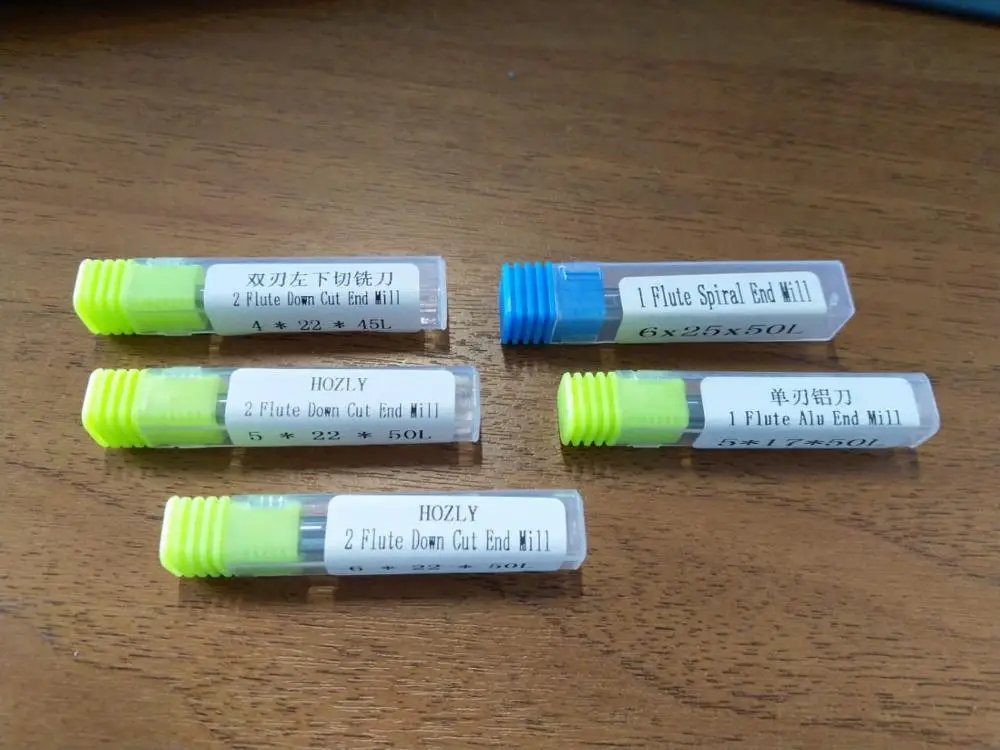 双刃左下切铣刀
2 Flute Down Cut End Mill
4 * 22 * 45L
1 Flute Spiral End Mill
6x25x50L
HOZLY
2 Flute Down Cut End Mill
5 * 22 * 50L
单刃铝刀
1 Flute Alu End Mill
5*17*50L
HOZLY
2 Flute Down Cut End Mill
6 * 22 * 50L